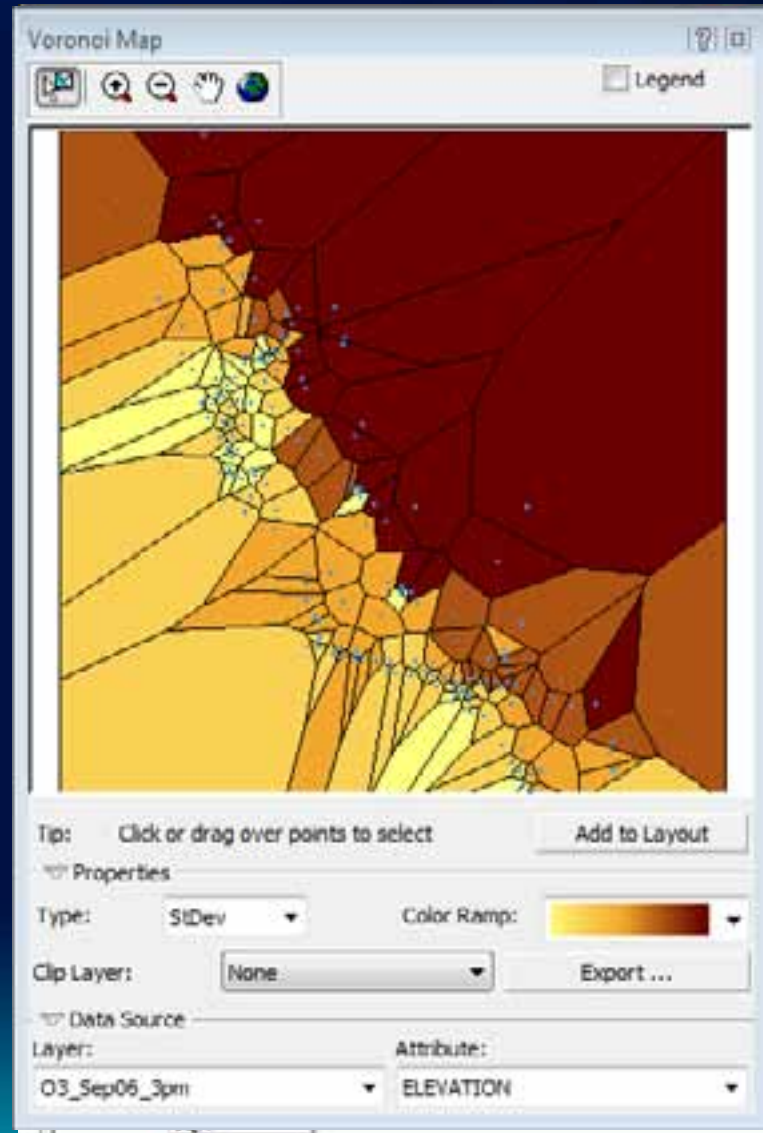 Voronoi Map
Legend
Tip: Click or drag over points to select
Add to Layout
Properties
Type: StDev
Color Ramp:
Clip Layer: None
Export ...
Data Source
Layer: Attribute:
O3_Sep06_3pm ELEVATION